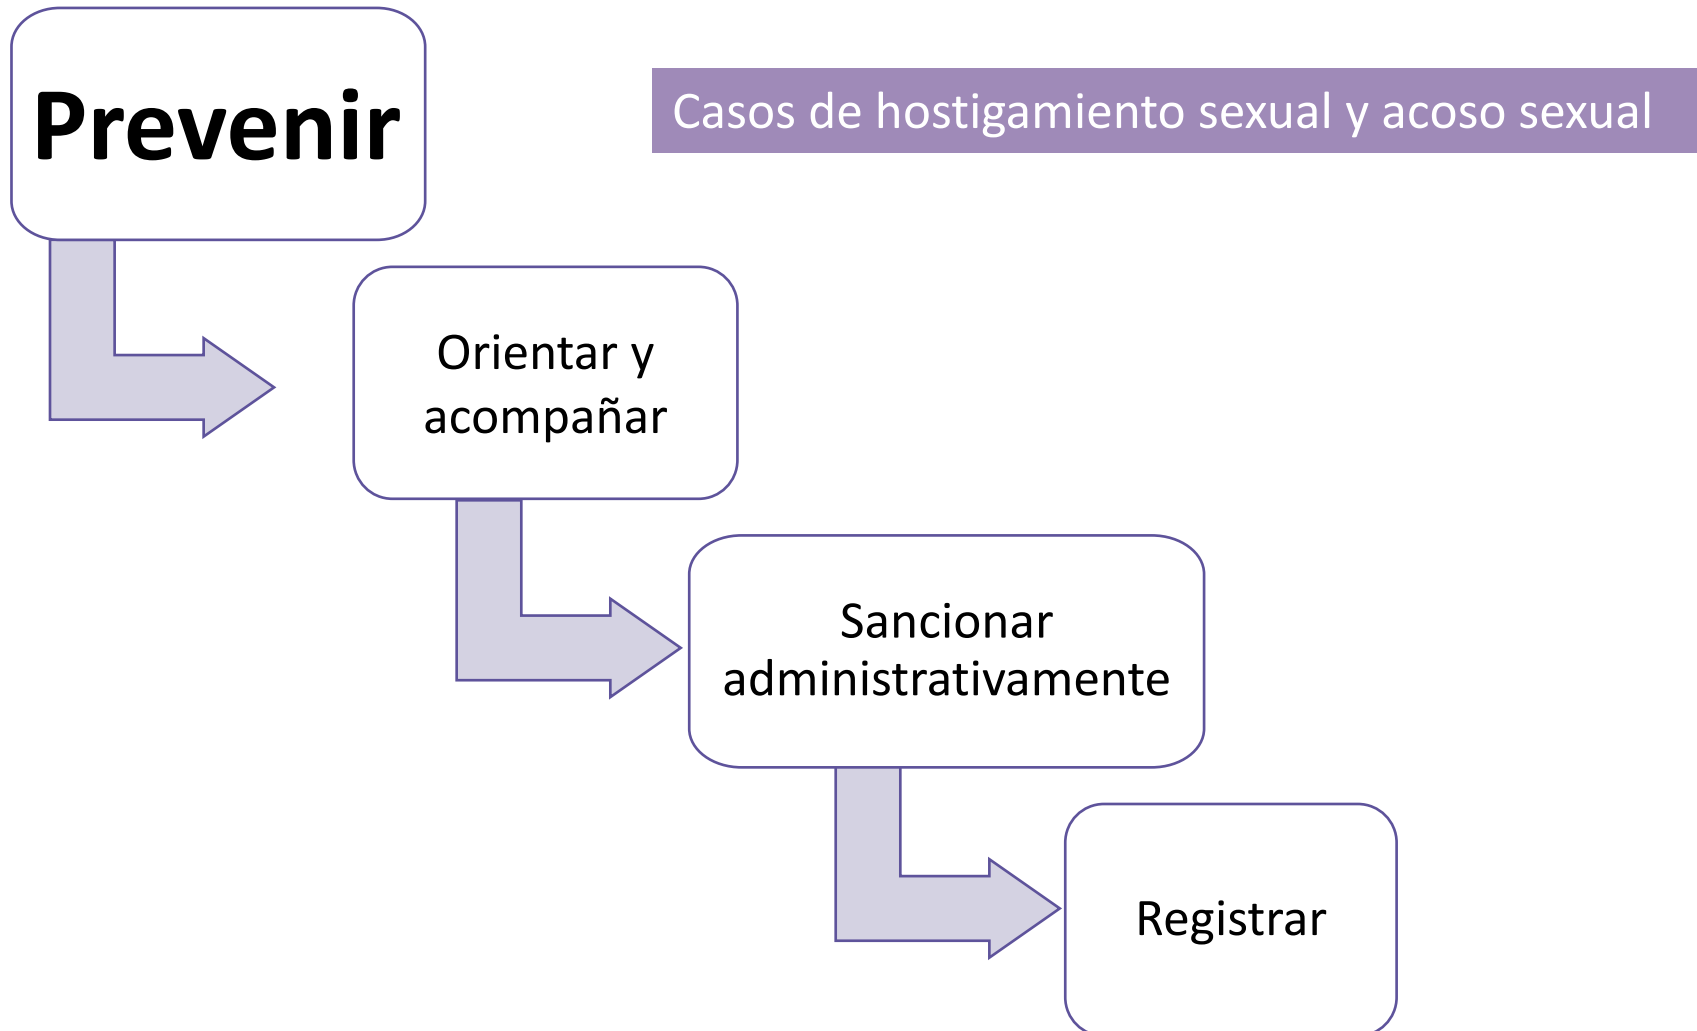 Prevenir
Casos de hostigamiento sexual y acoso sexual
Orientar y
acompañar
Sancionar
administrativamente
Registrar